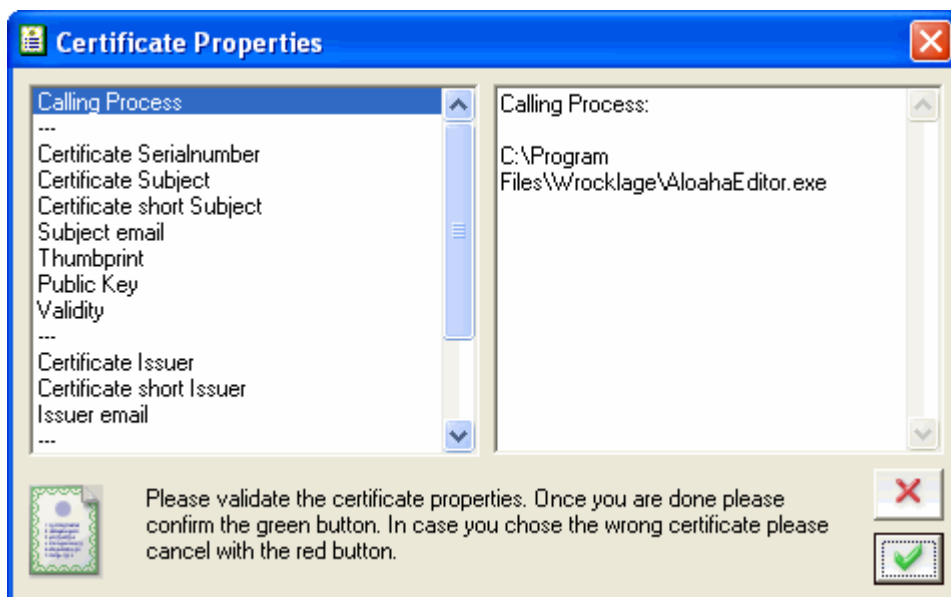 Certificate Properties
Calling Process
---
Certificate Serialnumber
Certificate Subject
Certificate short Subject
Subject email
Thumbprint
Public Key
Validity
---
Certificate Issuer
Certificate short Issuer
Issuer email
---
Calling Process:
C:\Program
Files\Wrocklage\AloahaEditor.exe
Please validate the certificate properties. Once you are done please
confirm the green button. In case you chose the wrong certificate please
cancel with the red button.